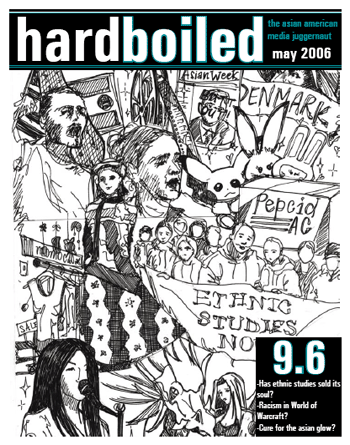 hardboiled
the asian american
media juggernaut
may 2006
AsianWeek
DENMARK
Pepcid
AC
ETHNIC
STUDIES
NOW
SALE
9.6
-Has ethnic studies sold its
soul?
-Racism in World of
Warcraft?
-Cure for the asian glow?